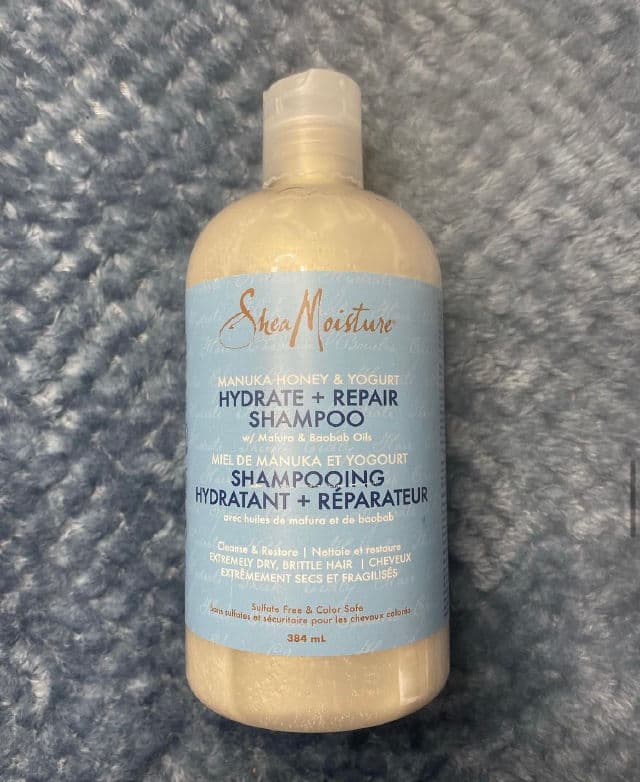 SheaMoisture
MANUKA HONEY & YOGURT
HYDRATE + REPAIR
SHAMPOO
w/ Mafura & Baobab Oils
MIEL DE MANUKA ET YOGOURT
SHAMPOOING
HYDRATANT + RÉPARATEUR
avec huiles de mafura et de baobab
Cleanse & Restore | Nettoie et restaure
EXTREMELY DRY, BRITTLE HAIR | CHEVEUX
EXTRÊMEMENT SECS ET FRAGILISÉS
Sulfate Free & Color Safe
Sans sulfates et sécuritaire pour les cheveux colorés
384 mL